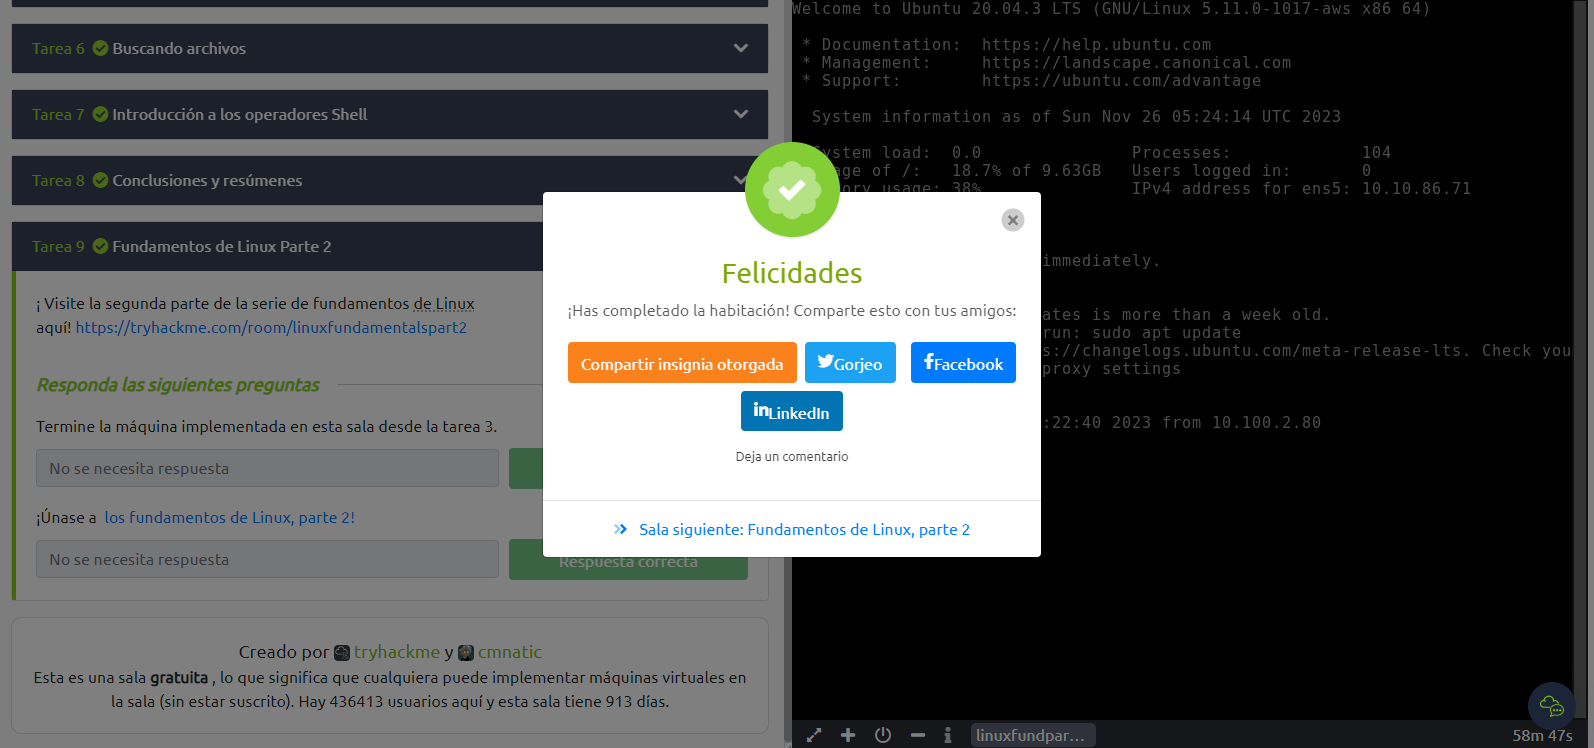 Tarea 6 Buscando archivos
Tarea 7 Introducción a los operadores Shell
Tarea 8 Conclusiones y resúmenes
Tarea 9 Fundamentos de Linux Parte 2
¡ Visite la segunda parte de la serie de fundamentos de Linux
aquí! https://tryhackme.com/room/linuxfundamentalspart2
Responda las siguientes preguntas
Termine la máquina implementada en esta sala desde la tarea 3.
No se necesita respuesta
¡Únase a los fundamentos de Linux, parte 2!
No se necesita respuesta
Respuesta correcta
Creado por tryhackme y cmnatic
Esta es una sala gratuita , lo que significa que cualquiera puede implementar máquinas virtuales en
la sala (sin estar suscrito). Hay 436413 usuarios aquí y esta sala tiene 913 días.
Felicidades
¡Has completado la habitación! Comparte esto con tus amigos:
Compartir insignia otorgada
Gorjeo
Facebook
LinkedIn
Deja un comentario
Sala siguiente: Fundamentos de Linux, parte 2
Welcome to Ubuntu 20.04.3 LTS (GNU/Linux 5.11.0-1017-aws x86 64)
* Documentation: https://help.ubuntu.com
* Management: https://landscape.canonical.com
* Support: https://ubuntu.com/advantage
System information as of Sun Nov 26 05:24:14 UTC 2023
System load: 0.0 Processes: 104
age of /: 18.7% of 9.63GB Users logged in: 0
ory usage: 38% IPv4 address for ens5: 10.10.86.71
immediately.
ates is more than a week old.
run: sudo apt update
s://changelogs.ubuntu.com/meta-release-lts. Check you
proxy settings
:22:40 2023 from 10.100.2.80
linuxfundpar...
58m 47s